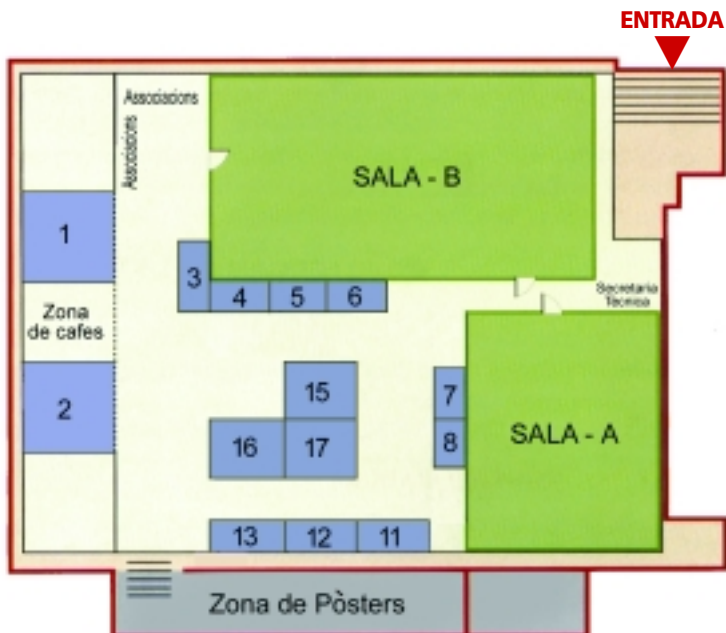 ENTRADA
Associacions
Associacions
SALA - B
1
3
4
5
6
Secretaria
Tècnica
Zona
de cafes
2
15
7
16
17
8
SALA - A
13
12
11
Zona de Pòsters